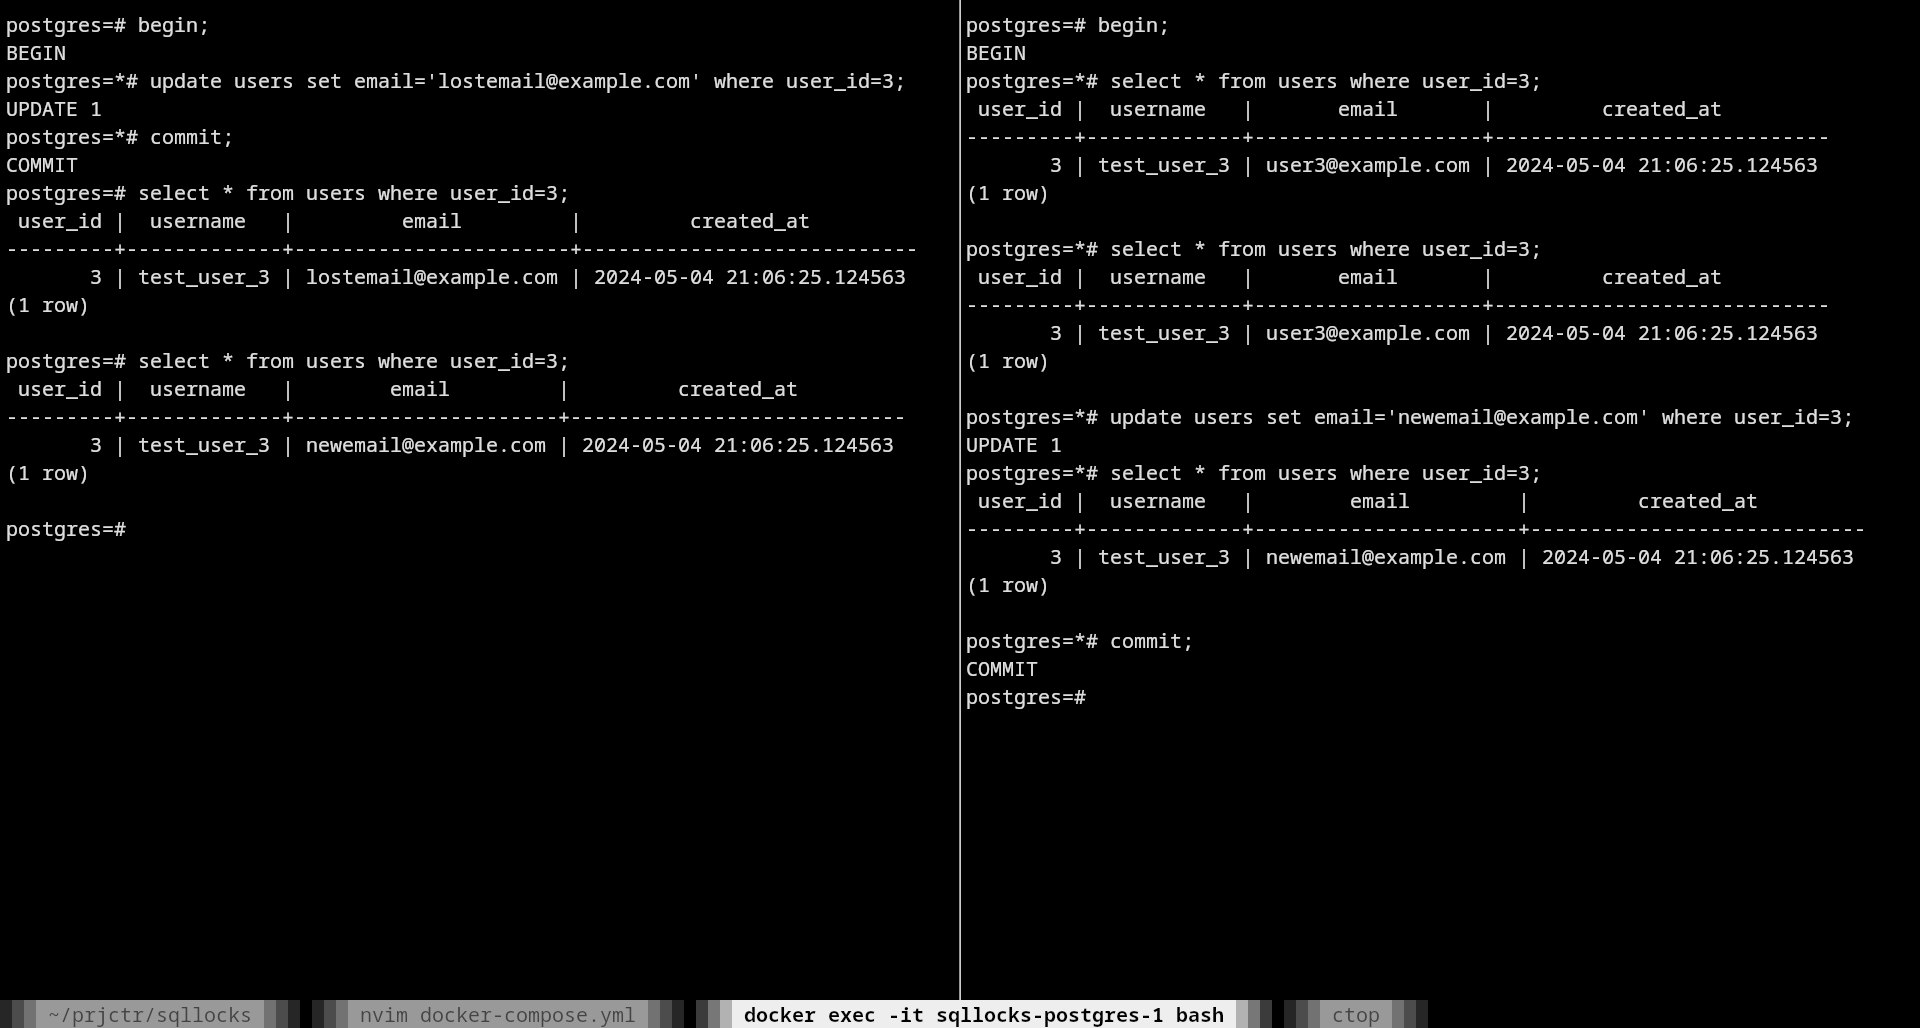 postgres=# begin;
BEGIN
postgres=*# update users set email='lostemail@example.com' where user_id=3;
UPDATE 1
postgres=*# commit;
COMMIT
postgres=# select * from users where user_id=3;
 user_id |  username   |         email         |         created_at
---------+-------------+-----------------------+----------------------------
       3 | test_user_3 | lostemail@example.com | 2024-05-04 21:06:25.124563
(1 row)

postgres=# select * from users where user_id=3;
 user_id |  username   |        email         |         created_at
---------+-------------+----------------------+----------------------------
       3 | test_user_3 | newemail@example.com | 2024-05-04 21:06:25.124563
(1 row)

postgres=#
postgres=# begin;
BEGIN
postgres=*# select * from users where user_id=3;
 user_id |  username   |       email       |         created_at
---------+-------------+-------------------+----------------------------
       3 | test_user_3 | user3@example.com | 2024-05-04 21:06:25.124563
(1 row)

postgres=*# select * from users where user_id=3;
 user_id |  username   |       email       |         created_at
---------+-------------+-------------------+----------------------------
       3 | test_user_3 | user3@example.com | 2024-05-04 21:06:25.124563
(1 row)

postgres=*# update users set email='newemail@example.com' where user_id=3;
UPDATE 1
postgres=*# select * from users where user_id=3;
 user_id |  username   |        email         |         created_at
---------+-------------+----------------------+----------------------------
       3 | test_user_3 | newemail@example.com | 2024-05-04 21:06:25.124563
(1 row)

postgres=*# commit;
COMMIT
postgres=#
~/prjctr/sqllocks nvim docker-compose.yml docker exec -it sqllocks-postgres-1 bash ctop